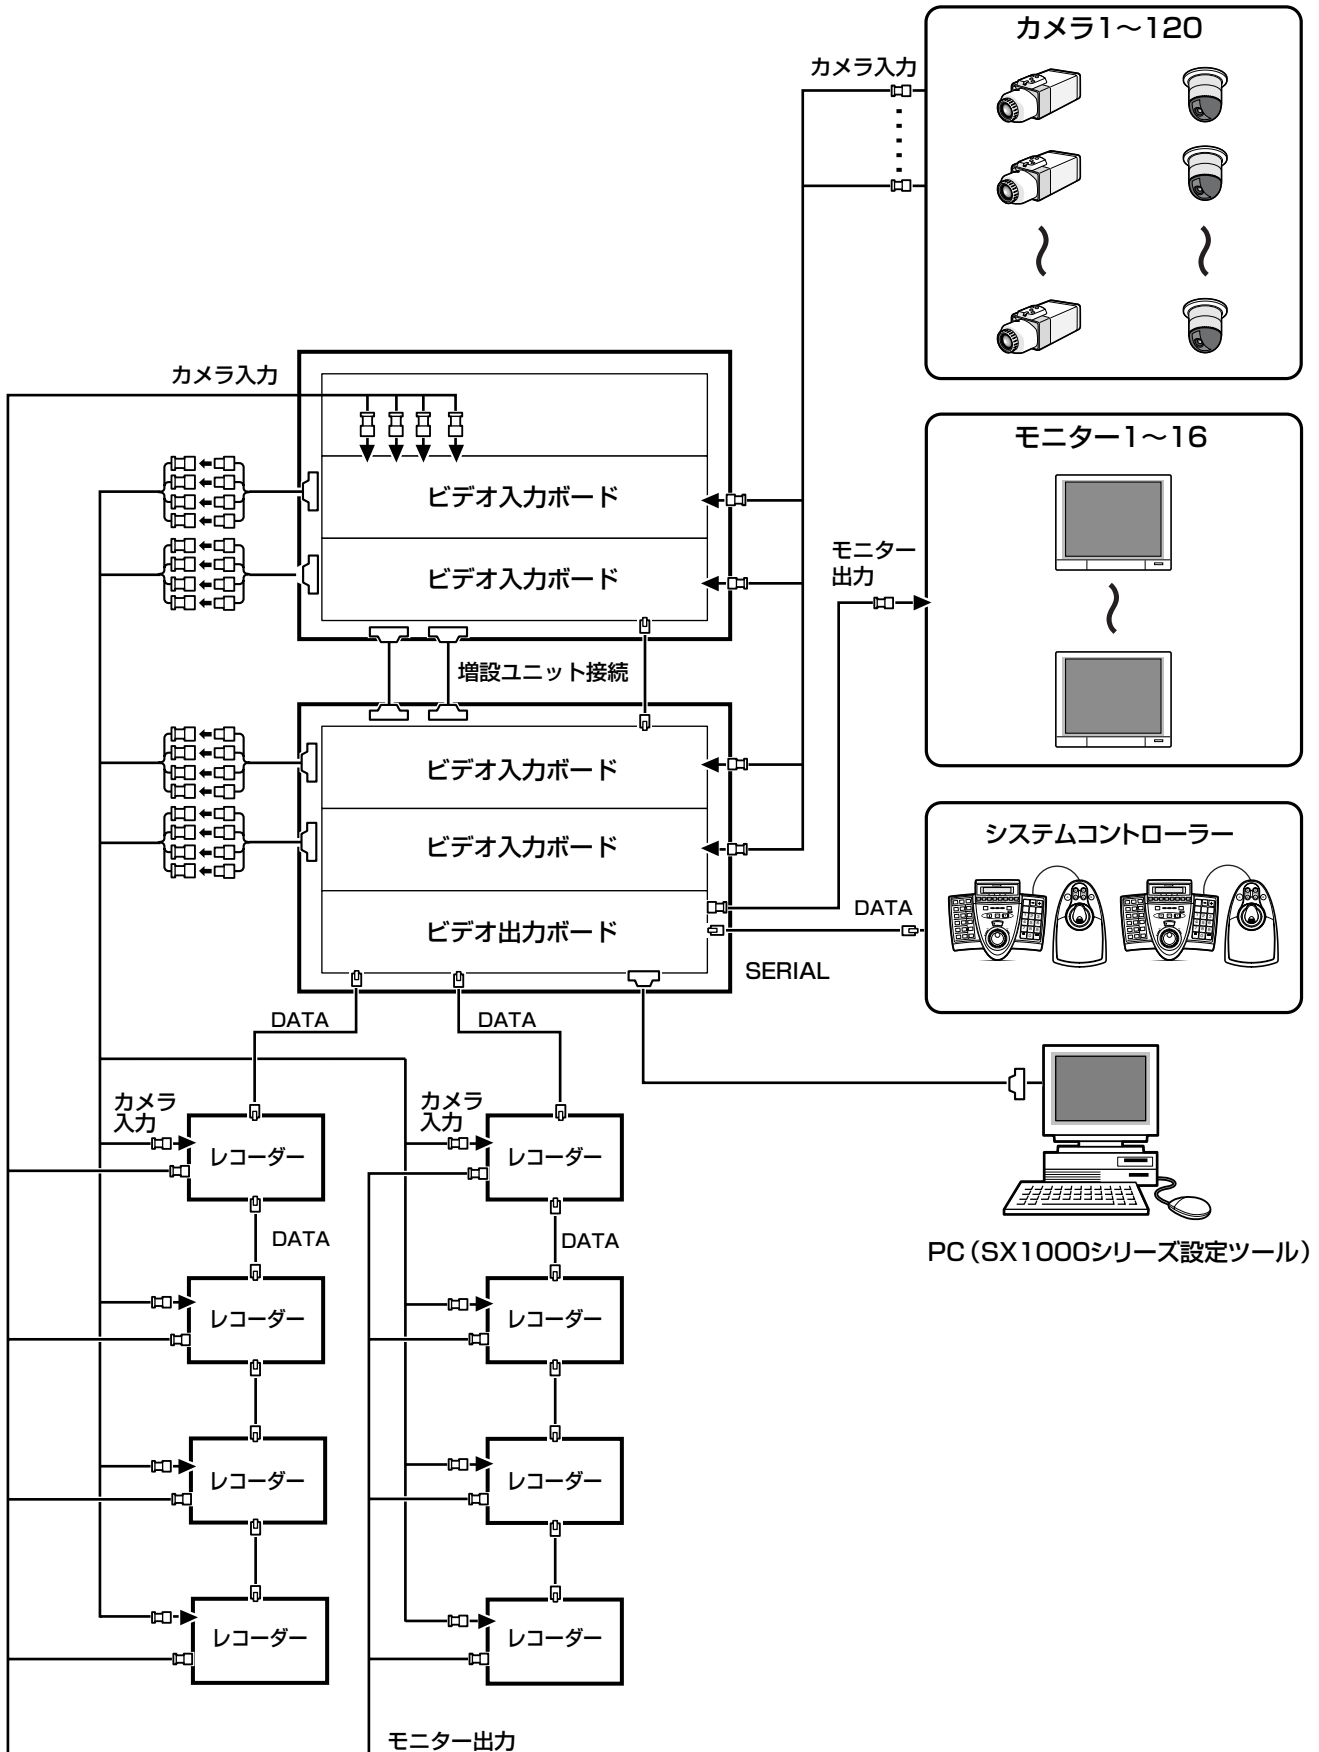 カメラ1〜120
カメラ入力
カメラ入力
モニター1〜16
ビデオ入力ボード
ビデオ入力ボード
モニター
出力
増設ユニット接続
ビデオ入力ボード
ビデオ入力ボード
システムコントローラー
DATA
ビデオ出力ボード
SERIAL
DATA
DATA
カメラ
入力
カメラ
入力
レコーダー
レコーダー
DATA
DATA
PC（SX1000シリーズ設定ツール）
レコーダー
レコーダー
レコーダー
レコーダー
レコーダー
レコーダー
モニター出力